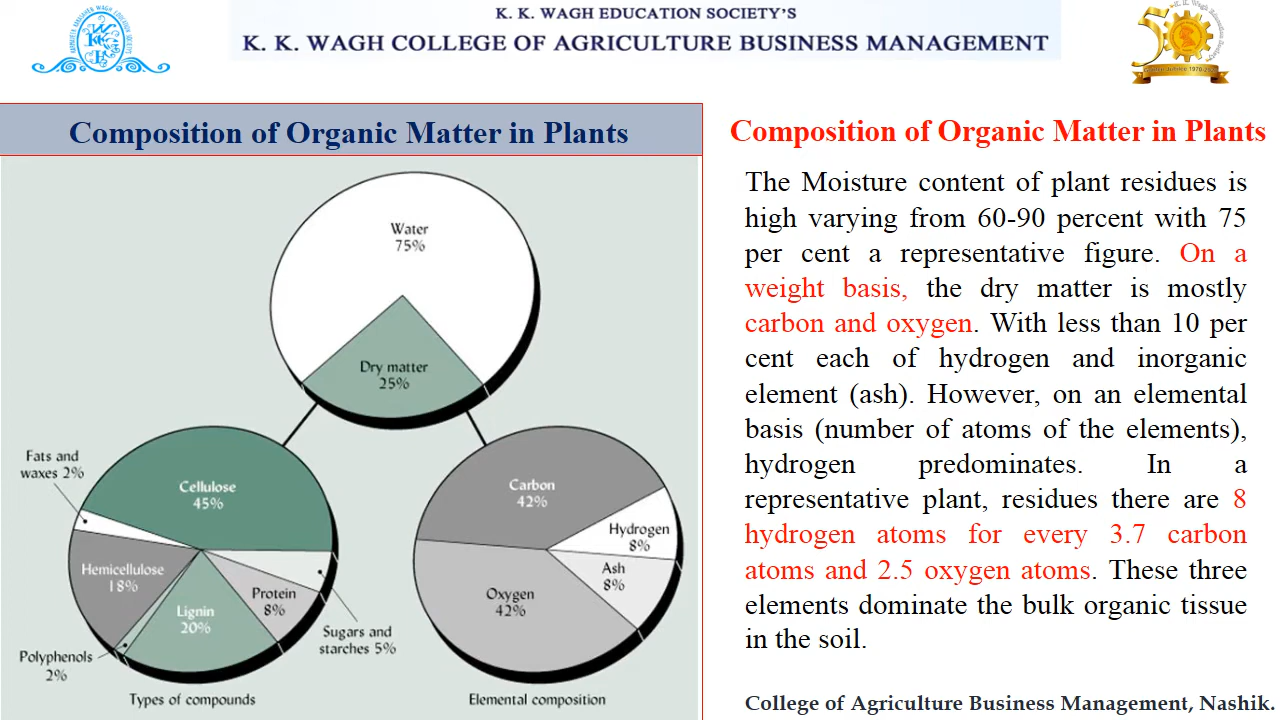 K. K. WAGH EDUCATION SOCIETY'S
K. K. WAGH COLLEGE OF AGRICULTURE BUSINESS MANAGEMENT
Composition of Organic Matter in Plants
Water
75%
Dry matter
25%
Fats and
waxes 2%
Cellulose
45%
Hemicellulose
18%
Lignin
20%
Protein
8%
Polyphenols
2%
Sugars and
starches 5%
Types of compounds
Carbon
42%
Hydrogen
8%
Ash
8%
Oxygen
42%
Elemental composition
Composition of Organic Matter in Plants
The Moisture content of plant residues is
high varying from 60-90 percent with 75
per cent a representative figure. On a
weight basis, the dry matter is mostly
carbon and oxygen. With less than 10 per
cent each of hydrogen and inorganic
element (ash). However, on an elemental
basis (number of atoms of the elements),
hydrogen predominates. In a
representative plant, residues there are 8
hydrogen atoms for every 3.7 carbon
atoms and 2.5 oxygen atoms. These three
elements dominate the bulk organic tissue
in the soil.
College of Agriculture Business Management, Nashik.